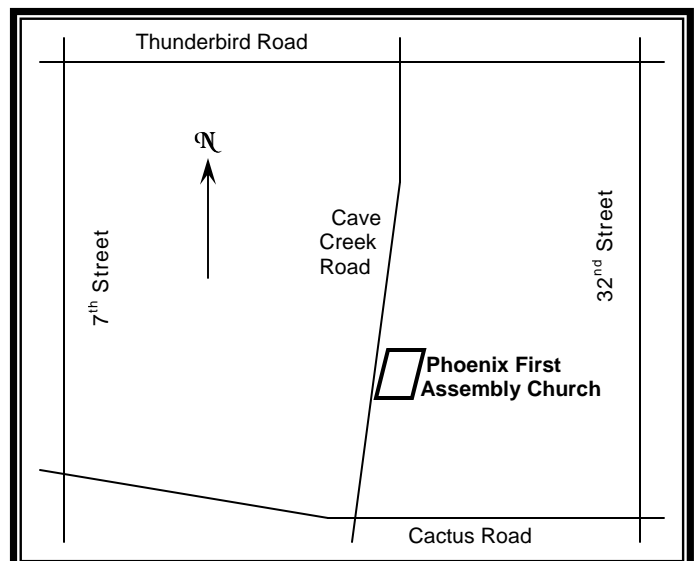 Thunderbird Road
N
Cave
Creek
Road
7th Street
32nd Street
Phoenix First
Assembly Church
Cactus Road